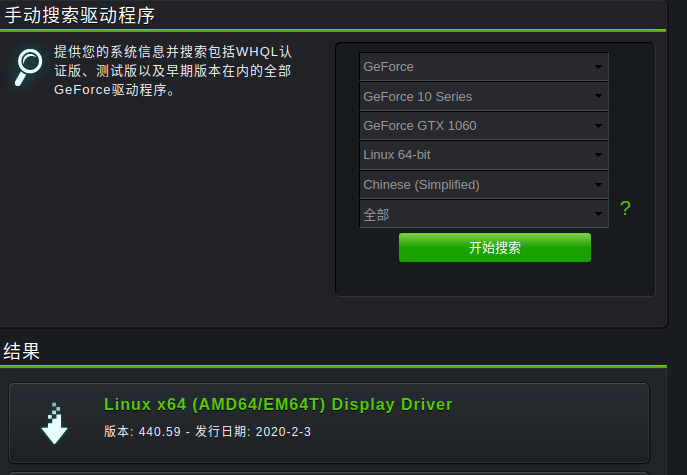 手动搜索驱动程序
提供您的系统信息并搜索包括WHQL认
证版、测试版以及早期版本在内的全部
GeForce驱动程序。
GeForce
GeForce 10 Series
GeForce GTX 1060
Linux 64-bit
Chinese (Simplified)
全部
?
开始搜索
结果
Linux x64 (AMD64/EM64T) Display Driver
版本: 440.59 - 发行日期: 2020-2-3